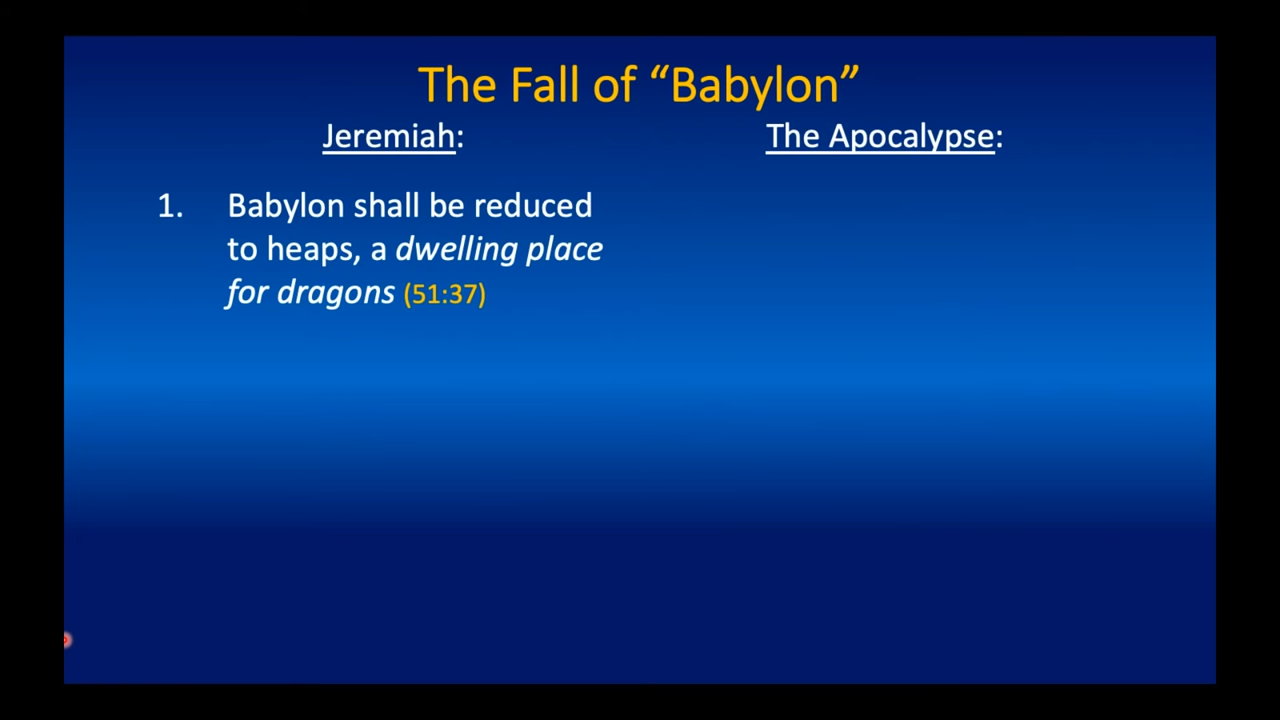 The Fall of “Babylon”
Jeremiah:
The Apocalypse:
1. Babylon shall be reduced
to heaps, a dwelling place
for dragons (51:37)